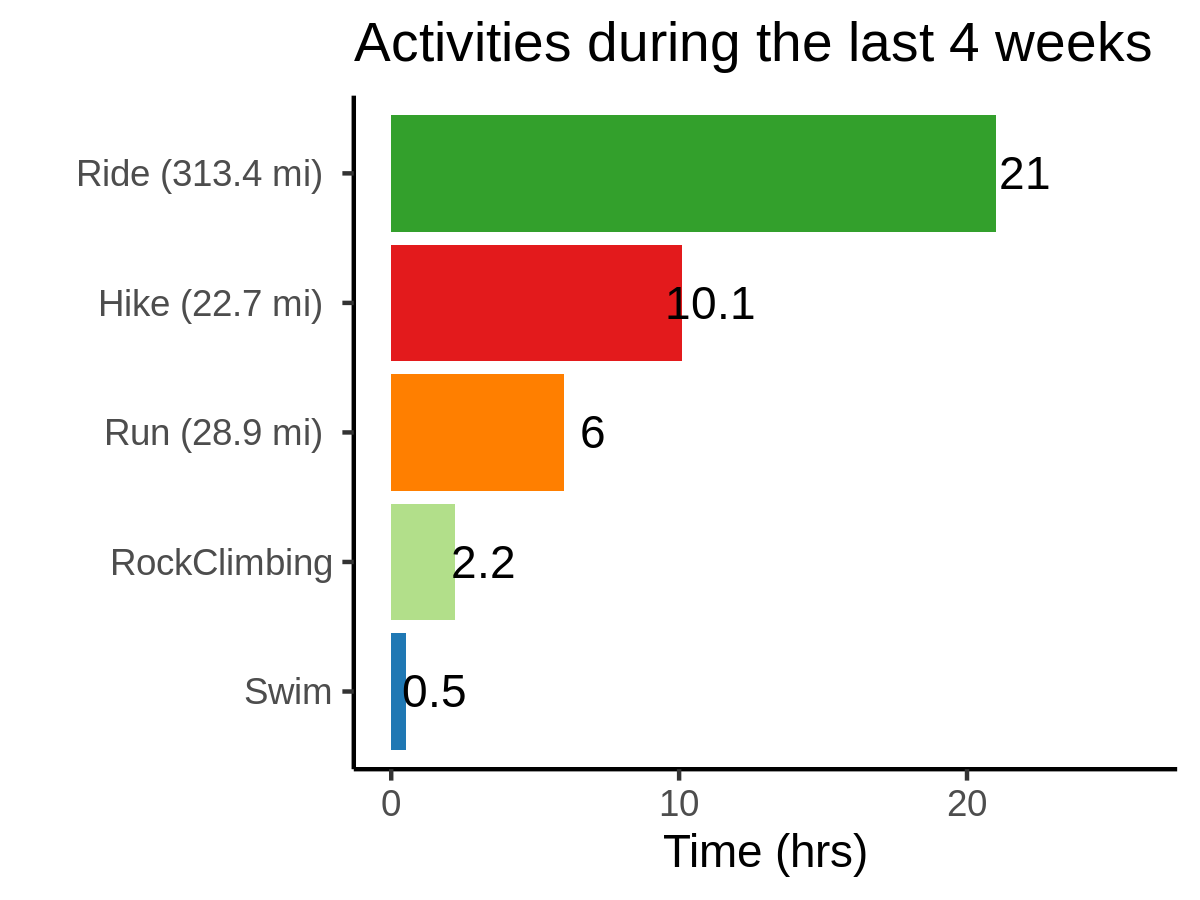 Activities during the last 4 weeks
Ride (313.4 mi) 21
Hike (22.7 mi) 10.1
Run (28.9 mi) 6
RockClimbing 2.2
Swim 0.5
0 10 20
Time (hrs)